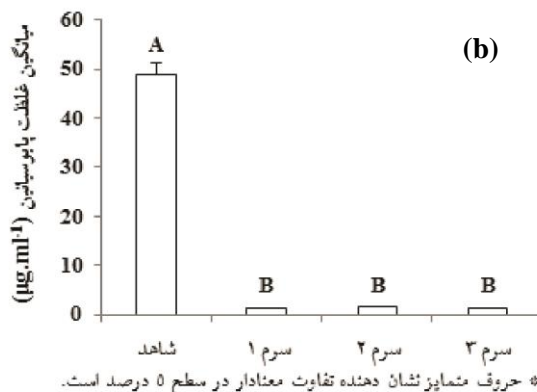 (b)
میانگین غلظت پابوسیاتین
(µg.ml⁻¹)
60
50
40
30
20
10
0
A
B
B
B
شاهد
سرم ۱
سرم ۲
سرم ۳
* حروف متمایز نشان دهنده تفاوت معنادار در سطح ۵ درصد است.